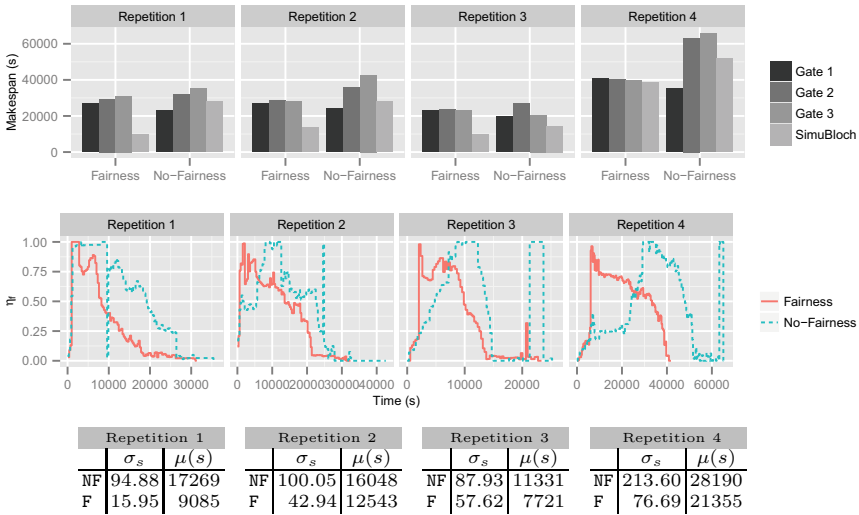 Repetition 1 Repetition 2 Repetition 3 Repetition 4
Makespan (s)
60000
40000
20000
0
Fairness No−Fairness Fairness No−Fairness Fairness No−Fairness Fairness No−Fairness
Gate 1
Gate 2
Gate 3
SimuBloch
Repetition 1 Repetition 2 Repetition 3 Repetition 4
ηf
1.00
0.75
0.50
0.25
0.00
0 10000 20000 30000 0 10000 20000 30000 40000 0 10000 20000 0 20000 40000 60000
Time (s)
Fairness
No−Fairness
Repetition 1 Repetition 2 Repetition 3 Repetition 4
σs μ(s) σs μ(s) σs μ(s) σs μ(s)
NF 94.88 17269 NF 100.05 16048 NF 87.93 11331 NF 213.60 28190
F 15.95 9085 F 42.94 12543 F 57.62 7721 F 76.69 21355